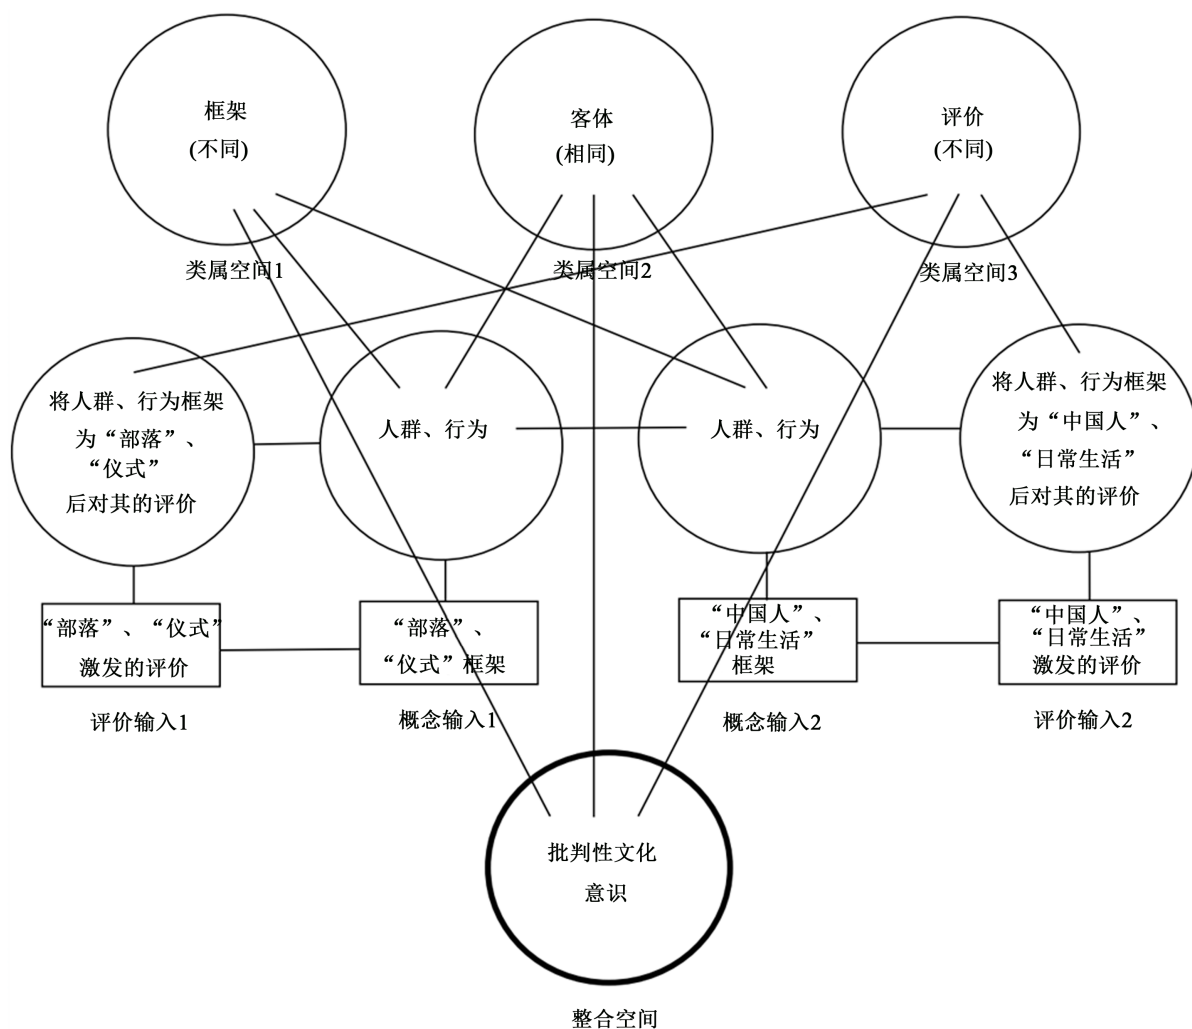 框架
(不同)
客体
(相同)
评价
(不同)
类属空间1
类属空间2
类属空间3
将人群、行为框架
为“部落”、
“仪式”
后对其的评价
人群、行为
人群、行为
将人群、行为框架
为“中国人”、
“日常生活”
后对其的评价
“部落”、“仪式”
激发的评价
“部落”、
“仪式”框架
“中国人”、
“日常生活”
框架
“中国人”、
“日常生活”
激发的评价
评价输入1
概念输入1
概念输入2
评价输入2
批判性文化
意识
整合空间